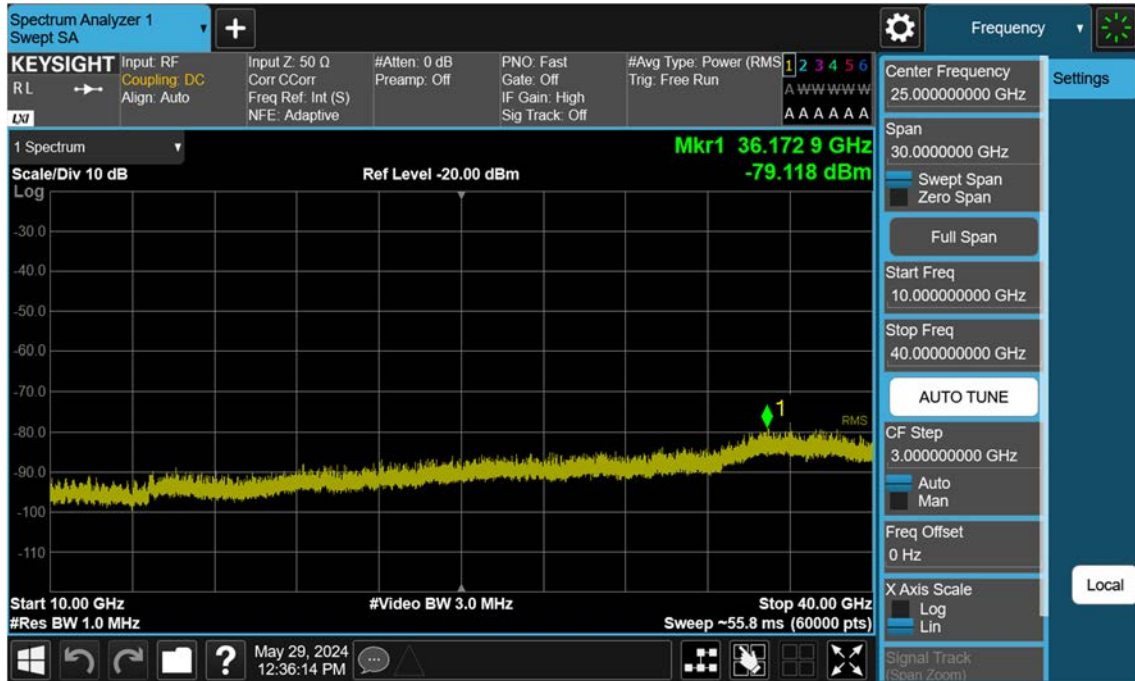 Spectrum Analyzer 1
Swept SA
+
Frequency
KEYSIGHT
R L
LXI
Input: RF
Coupling: DC
Align: Auto
Input Z: 50 Ω
Corr CCorr
Freq Ref: Int (S)
NFE: Adaptive
#Atten: 0 dB
Preamp: Off
PNO: Fast
Gate: Off
IF Gain: High
Sig Track: Off
#Avg Type: Power (RMS
Trig: Free Run
1 2 3 4 5 6
A W W W W W
A A A A A A
Center Frequency
25.000000000 GHz
Settings
1 Spectrum
Mkr1 36.172 9 GHz
Scale/Div 10 dB
Ref Level -20.00 dBm
-79.118 dBm
Log
-30.0
-40.0
-50.0
-60.0
-70.0
-80.0
-90.0
-100
-110
1
RMS
Start 10.00 GHz
#Video BW 3.0 MHz
Stop 40.00 GHz
#Res BW 1.0 MHz
Sweep ~55.8 ms (60000 pts)
Span
30.0000000 GHz
Swept Span
Zero Span
Full Span
Start Freq
10.000000000 GHz
Stop Freq
40.000000000 GHz
AUTO TUNE
CF Step
3.000000000 GHz
Auto
Man
Freq Offset
0 Hz
X Axis Scale
Log
Lin
Signal Track
(Span Zoom)
Local
?
May 29, 2024
12:36:14 PM